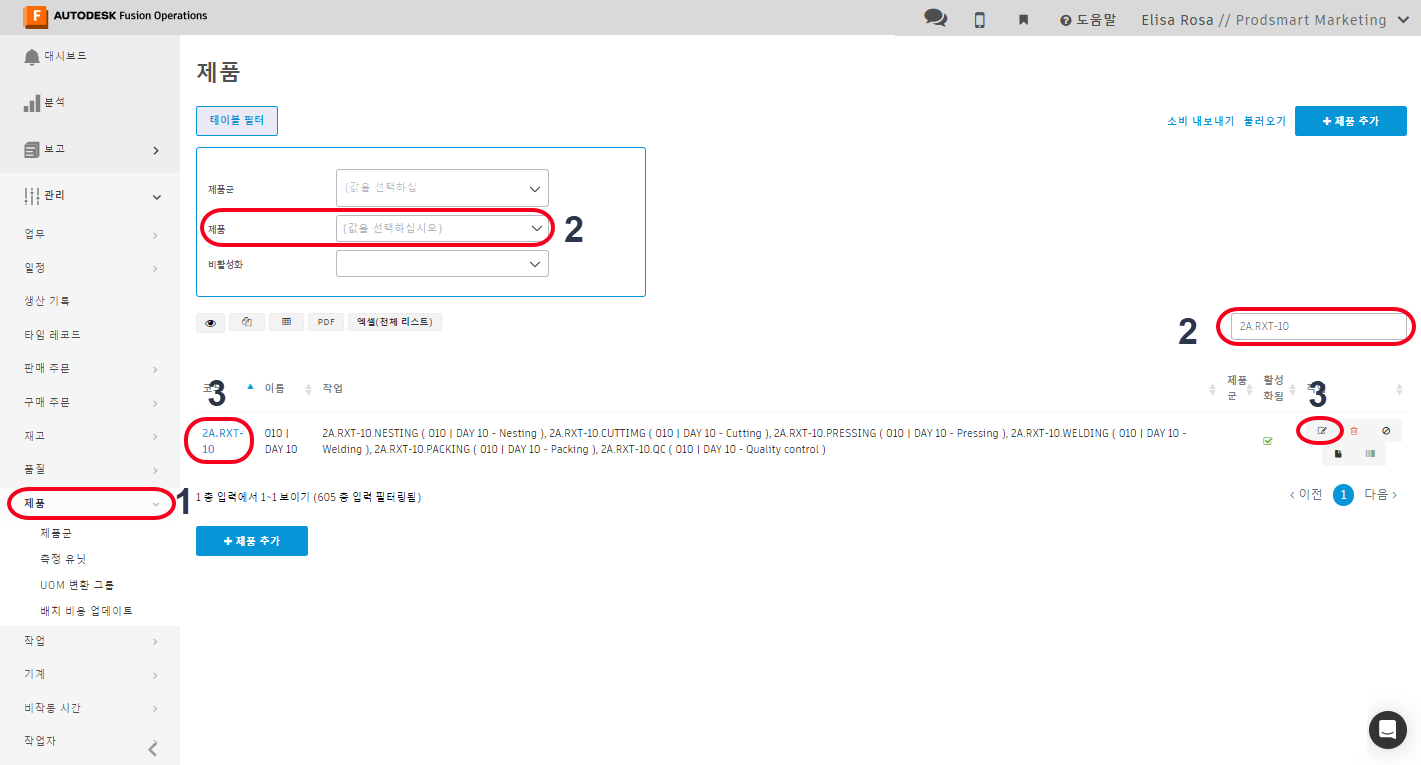 F AUTODESK Fusion Operations
도움말
Elisa Rosa // Prodsmart Marketing
대시보드
분석
보고
관리
업무
일정
생산 기록
타임 레코드
판매 주문
구매 주문
재고
품질
제품
1
제품군
측정 유닛
UOM 변환 그룹
배치 비용 업데이트
작업
기계
비작동 시간
작업자
제품
테이블 필터
소비 내보내기 불러오기
+ 제품 추가
제품군
(값을 선택하십
제품
(값을 선택하십시오)
2
비활성화
PDF
엑셀(전체 리스트)
2
2A.RXT-10
3
이름
작업
제품
군
활성
화됨
3
2A.RXT-
10
010 |
DAY 10
2A.RXT-10.NESTING ( 010 | DAY 10 - Nesting ), 2A.RXT-10.CUTTIMG ( 010 | DAY 10 - Cutting ), 2A.RXT-10.PRESSING ( 010 | DAY 10 - Pressing ), 2A.RXT-10.WELDING ( 010 | DAY 10 -
Welding ), 2A.RXT-10.PACKING ( 010 | DAY 10 - Packing ), 2A.RXT-10.QC ( 010 | DAY 10 - Quality control )
1 총 입력에서 1~1 보이기 (605 총 입력 필터링됨)
이전
1
다음
+ 제품 추가